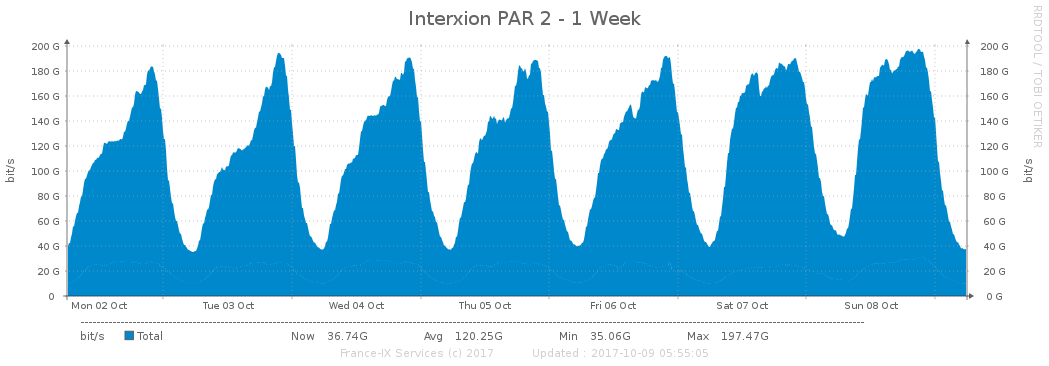 Interxion PAR 2 - 1 Week
RRDTOOL / TOBI OETIKER
200 G 200 G
180 G 180 G
160 G 160 G
140 G 140 G
120 G 120 G
100 G 100 G
80 G 80 G
60 G 60 G
40 G 40 G
20 G 20 G
0 0 G
bit/s bit/s
Mon 02 Oct Tue 03 Oct Wed 04 Oct Thu 05 Oct Fri 06 Oct Sat 07 Oct Sun 08 Oct
bit/s Total Now 36.74G Avg 120.25G Min 35.06G Max 197.47G
France-IX Services (c) 2017 Updated : 2017-10-09 05:55:05